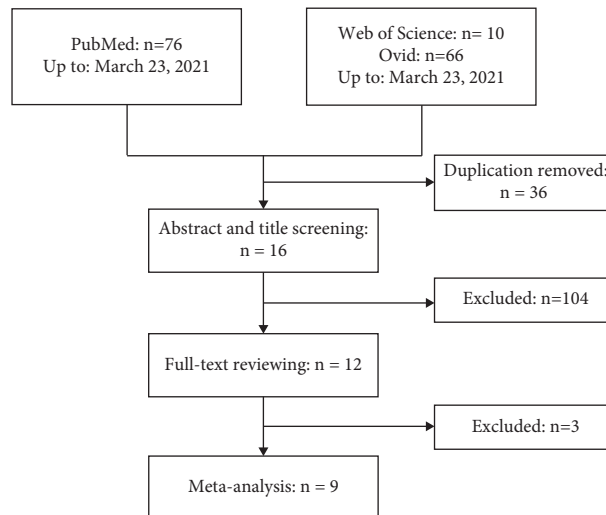 PubMed: n=76
Up to: March 23, 2021
Web of Science: n= 10
Ovid: n=66
Up to: March 23, 2021
Duplication removed:
n = 36
Abstract and title screening:
n = 16
Excluded: n=104
Full-text reviewing: n = 12
Excluded: n=3
Meta-analysis: n = 9